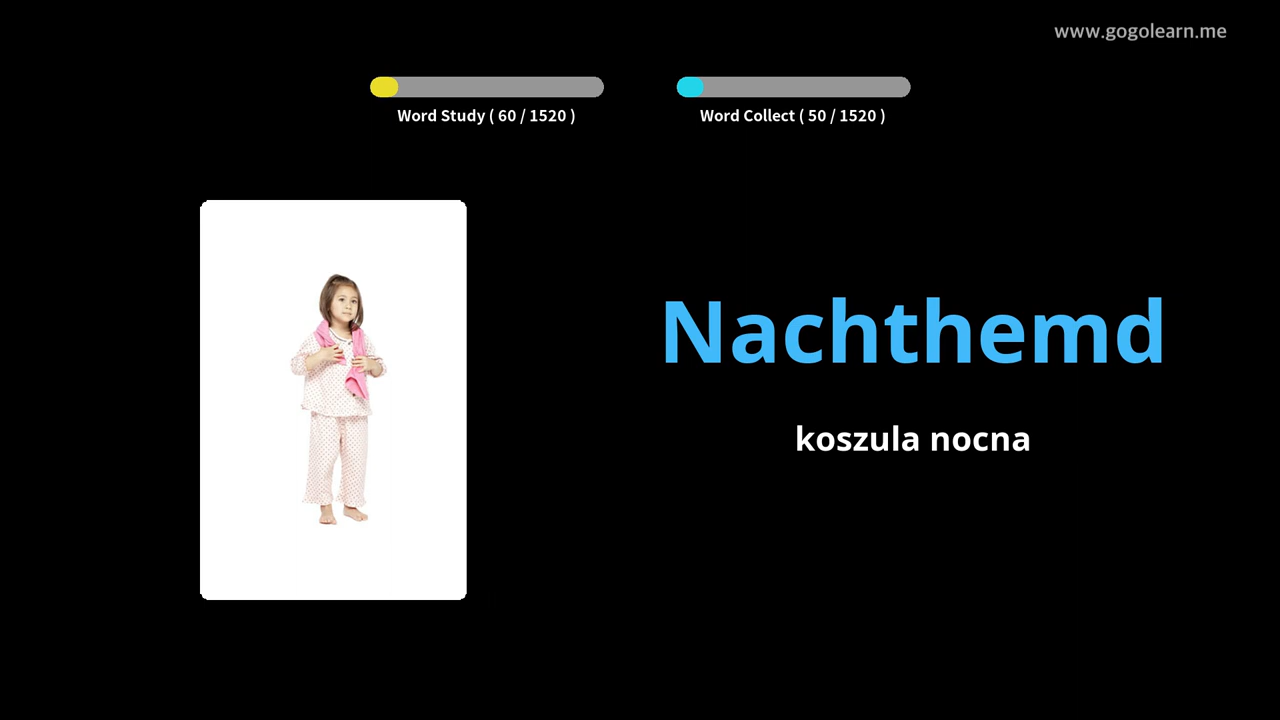 www.gogolearn.me
Word Study ( 60 / 1520 )
Word Collect ( 50 / 1520 )
Nachthemd
koszula nocna